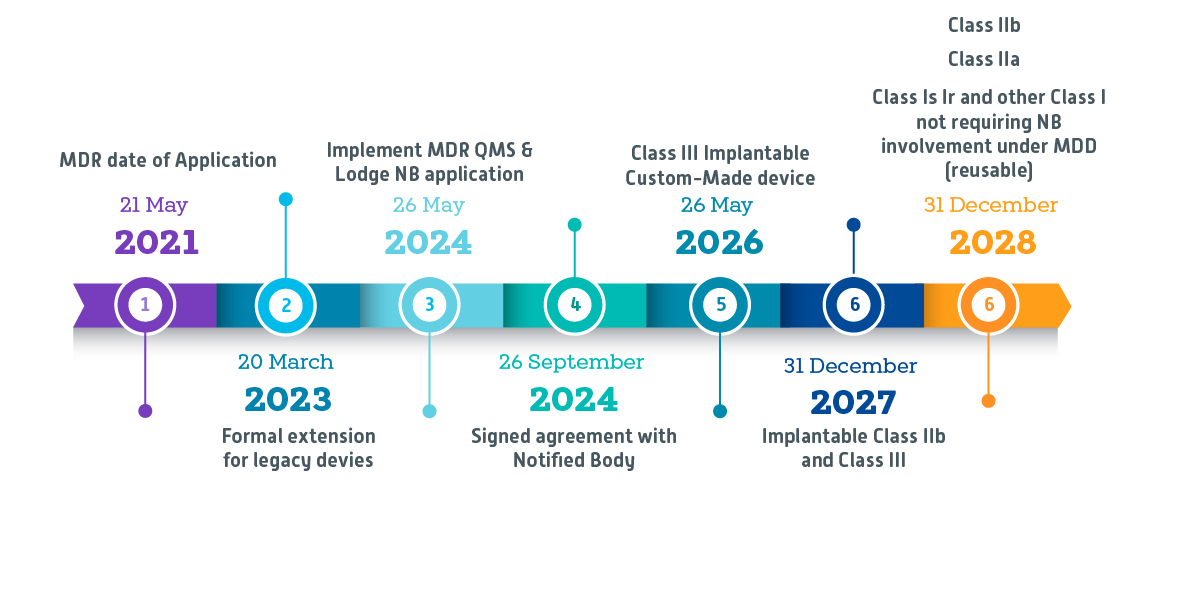 Class IIb
Class IIa
Class Is Ir and other Class I
not requiring NB
involvement under MDD
(reusable)
31 December
2028
MDR date of Application
21 May
2021
Implement MDR QMS &
Lodge NB application
26 May
2024
Class III Implantable
Custom-Made device
26 May
2026
1
2
3
4
5
6
6
20 March
2023
Formal extension
for legacy devies
26 September
2024
Signed agreement with
Notified Body
31 December
2027
Implantable Class IIb
and Class III